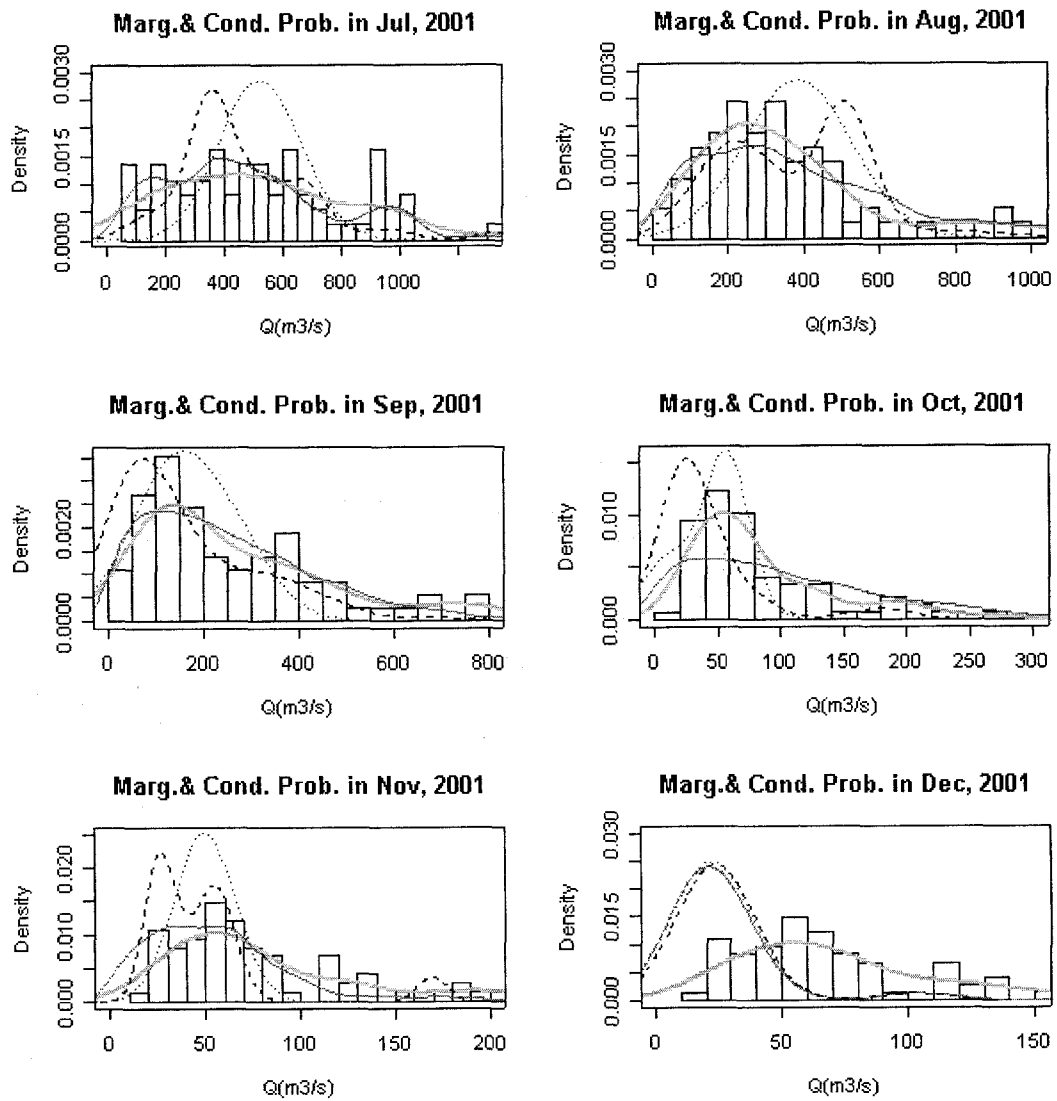 Marg.& Cond. Prob. in Jul, 2001
Density
0.0000 0.0015 0.0030
0 200 400 600 800 1000
Q(m3/s)
Marg.& Cond. Prob. in Aug, 2001
Density
0.0000 0.0015 0.0030
0 200 400 600 800 1000
Q(m3/s)
Marg.& Cond. Prob. in Sep, 2001
Density
0.0000 0.0020
0 200 400 600 800
Q(m3/s)
Marg.& Cond. Prob. in Oct, 2001
Density
0.000 0.010
0 50 100 150 200 250 300
Q(m3/s)
Marg.& Cond. Prob. in Nov, 2001
Density
0.000 0.010 0.020
0 50 100 150 200
Q(m3/s)
Marg.& Cond. Prob. in Dec, 2001
Density
0.000 0.015 0.030
0 50 100 150
Q(m3/s)